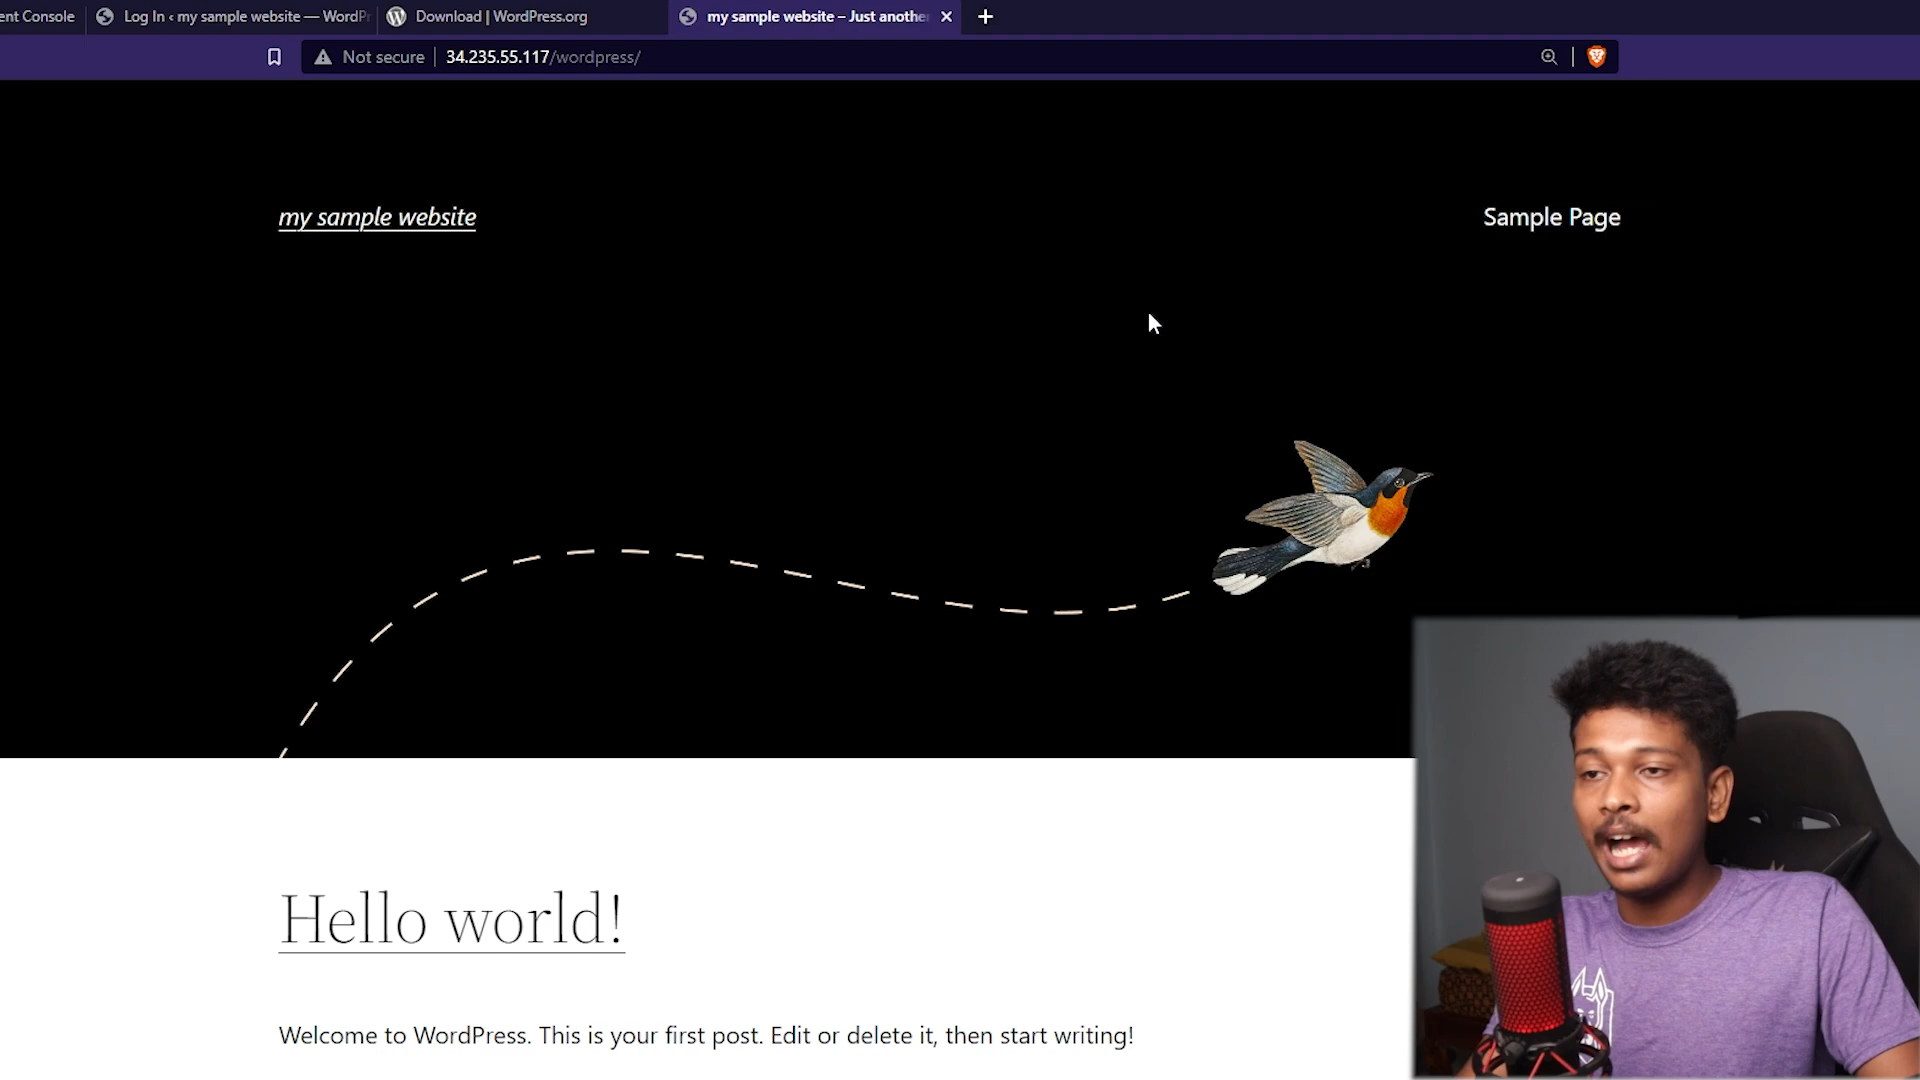 ent Console
Log In ‹ my sample website — WordPr
Download | WordPress.org
my sample website – Just anothe
Not secure
34.235.55.117/wordpress/
my sample website
Sample Page
Hello world!
Welcome to WordPress. This is your first post. Edit or delete it, then start writing!